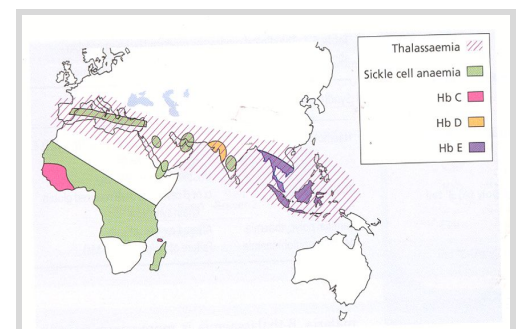 Thalassaemia
Sickle cell anaemia
Hb C
Hb D
Hb E